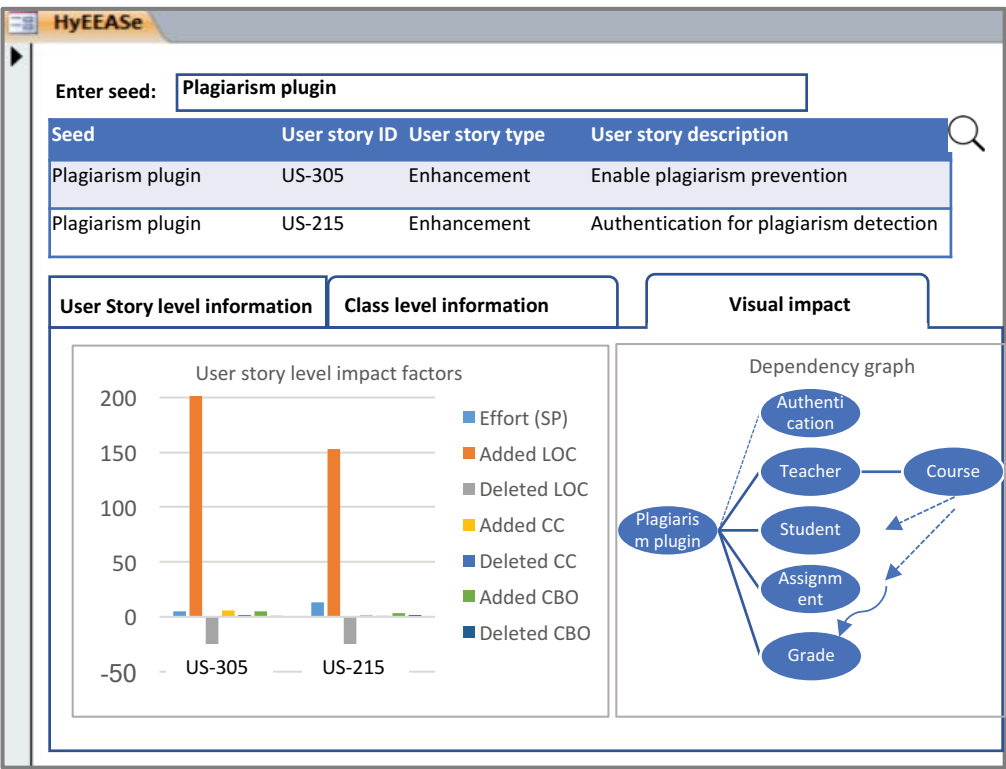 HyEEASe
Enter seed: Plagiarism plugin
Seed User story ID User story type User story description
Plagiarism plugin US-305 Enhancement Enable plagiarism prevention
Plagiarism plugin US-215 Enhancement Authentication for plagiarism detection
User Story level information Class level information Visual impact
User story level impact factors
200
150
100
50
0
-50
US-305 US-215
Effort (SP)
Added LOC
Deleted LOC
Added CC
Deleted CC
Added CBO
Deleted CBO
Dependency graph
Authenti
cation
Teacher
Course
Plagiaris
m plugin
Student
Assignm
ent
Grade